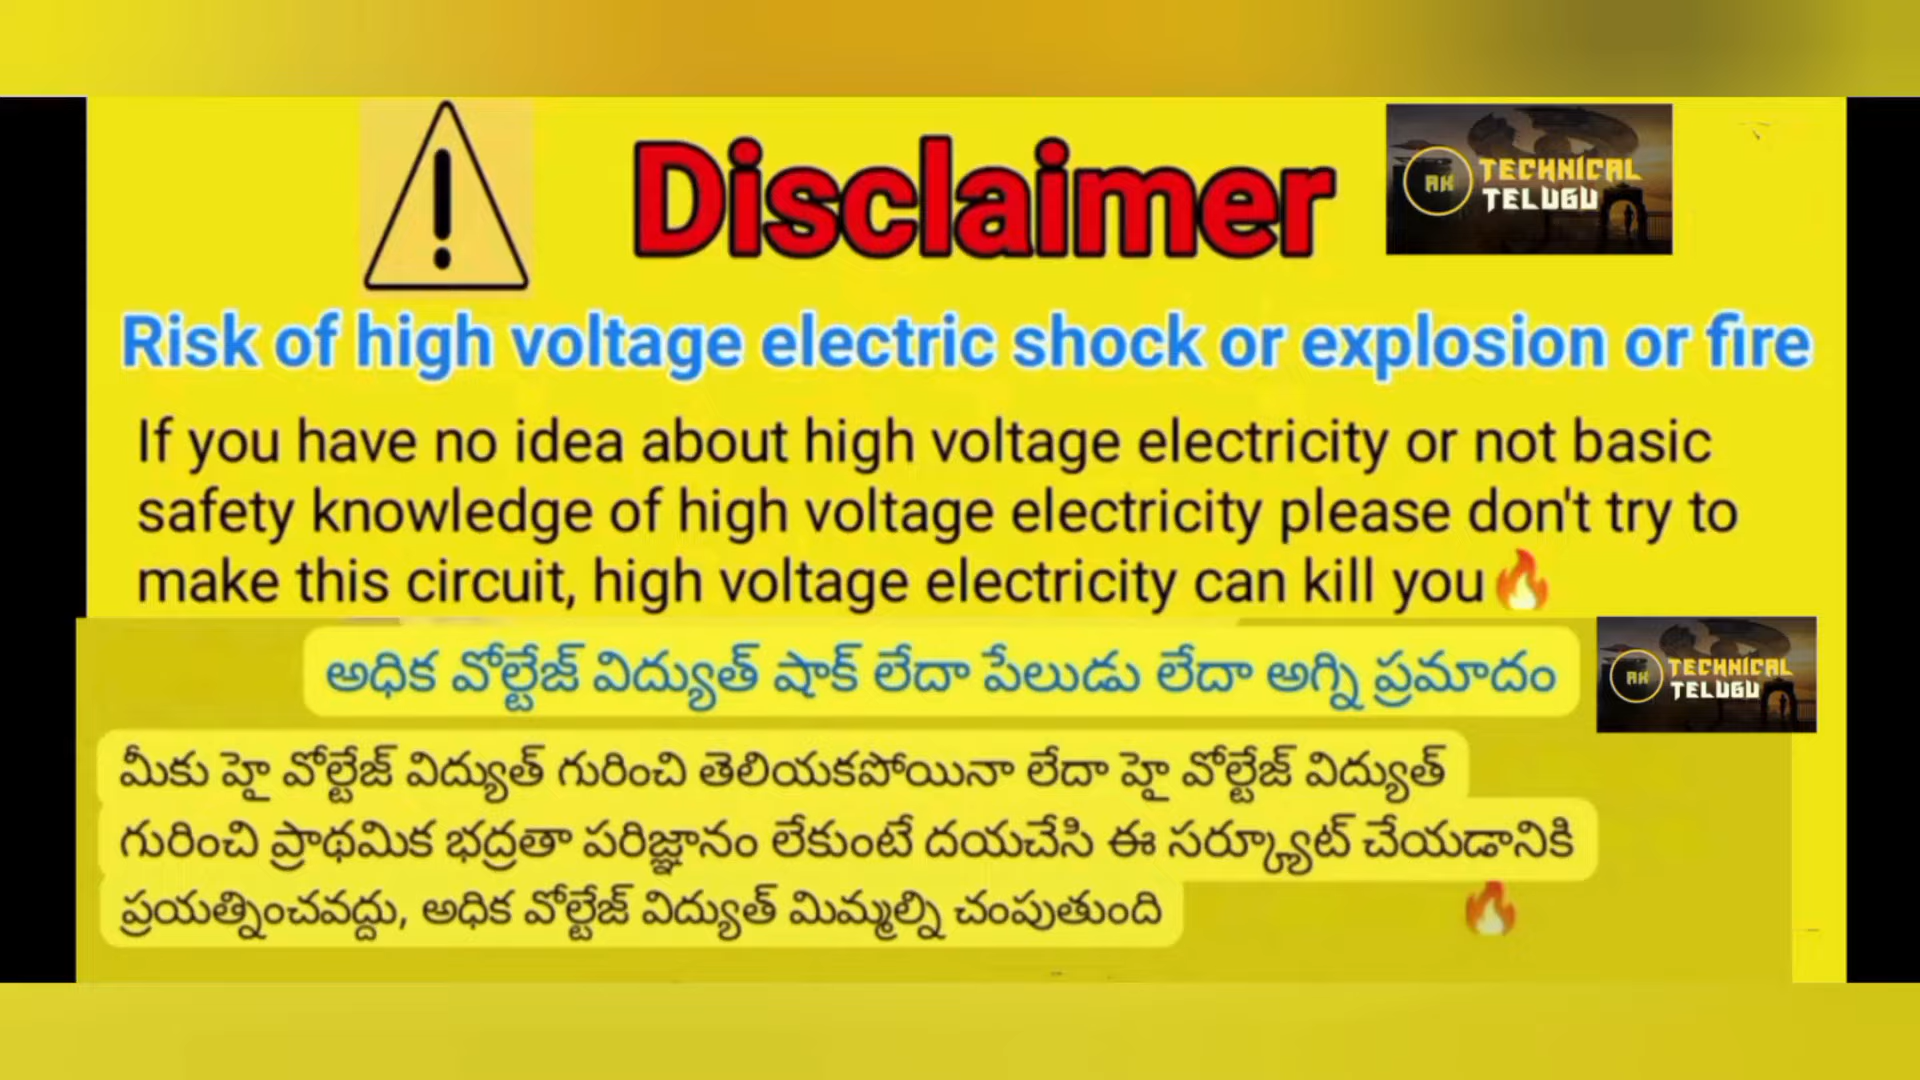 Disclaimer
AK
TECHNICAL
TELUGU
Risk of high voltage electric shock or explosion or fire
If you have no idea about high voltage electricity or not basic
safety knowledge of high voltage electricity please don't try to
make this circuit, high voltage electricity can kill you🔥
అధిక వోల్టేజ్ విద్యుత్ షాక్ లేదా పేలుడు లేదా అగ్ని ప్రమాదం
AK
TECHNICAL
TELUGU
మీకు హై వోల్టేజ్ విద్యుత్ గురించి తెలియకపోయినా లేదా హై వోల్టేజ్ విద్యుత్
గురించి ప్రాథమిక భద్రతా పరిజ్ఞానం లేకుంటే దయచేసి ఈ సర్క్యూట్ చేయడానికి
ప్రయత్నించవద్దు, అధిక వోల్టేజ్ విద్యుత్ మిమ్మల్ని చంపుతుంది 🔥